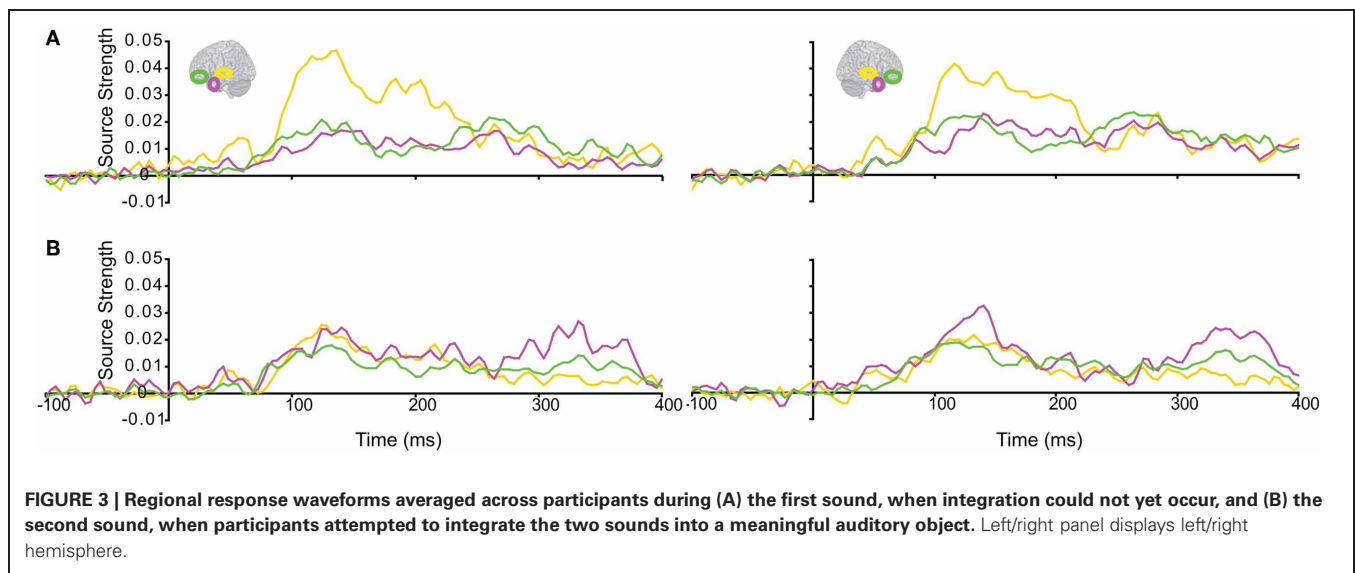 A
Source Strength
0.05
0.04
0.03
0.02
0.01
0
-0.01
B
Source Strength
0.05
0.04
0.03
0.02
0.01
0
-0.01
-100 100 200 300 400 -100 100 200 300 400
Time (ms) Time (ms)
FIGURE 3 | Regional response waveforms averaged across participants during (A) the first sound, when integration could not yet occur, and (B) the
second sound, when participants attempted to integrate the two sounds into a meaningful auditory object. Left/right panel displays left/right
hemisphere.